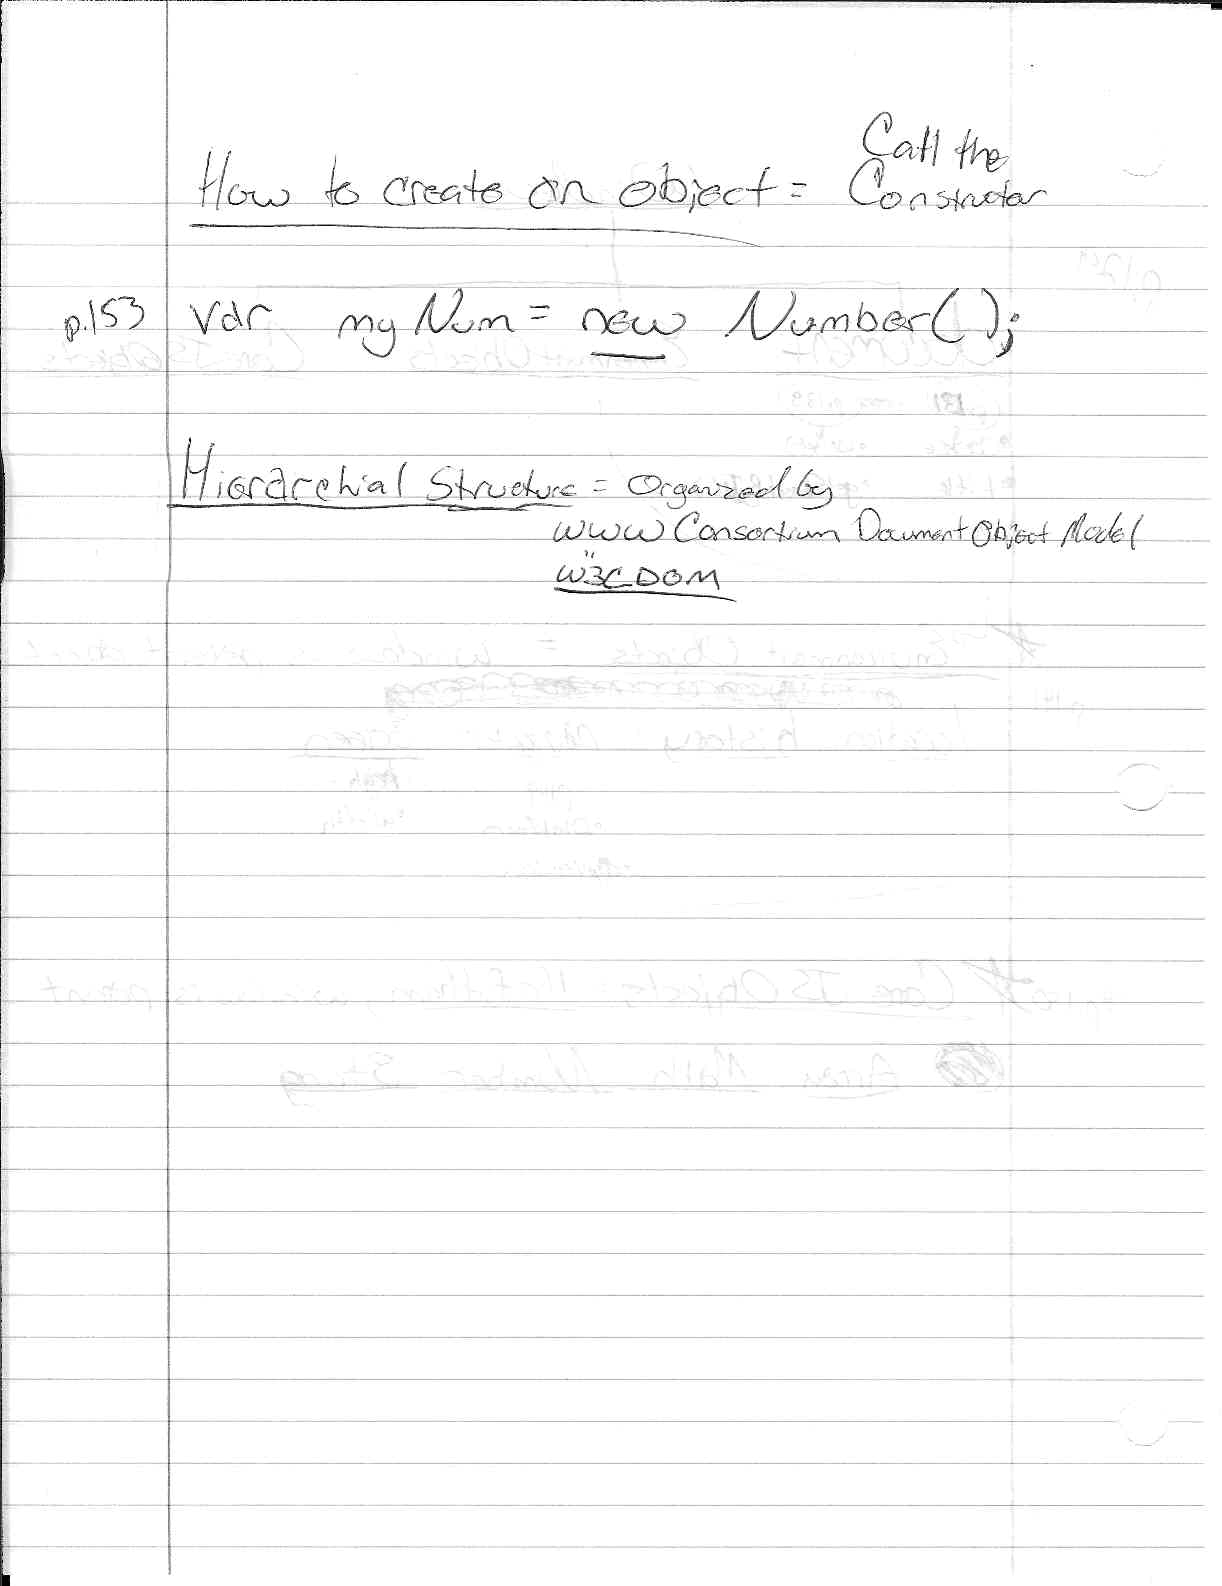 Call the
How to create an object = Constructor
p.153 var myNum = new Number();
Hierarchial Structure = Organized by
WWW Consortium Document Object Model
"
W3C DOM